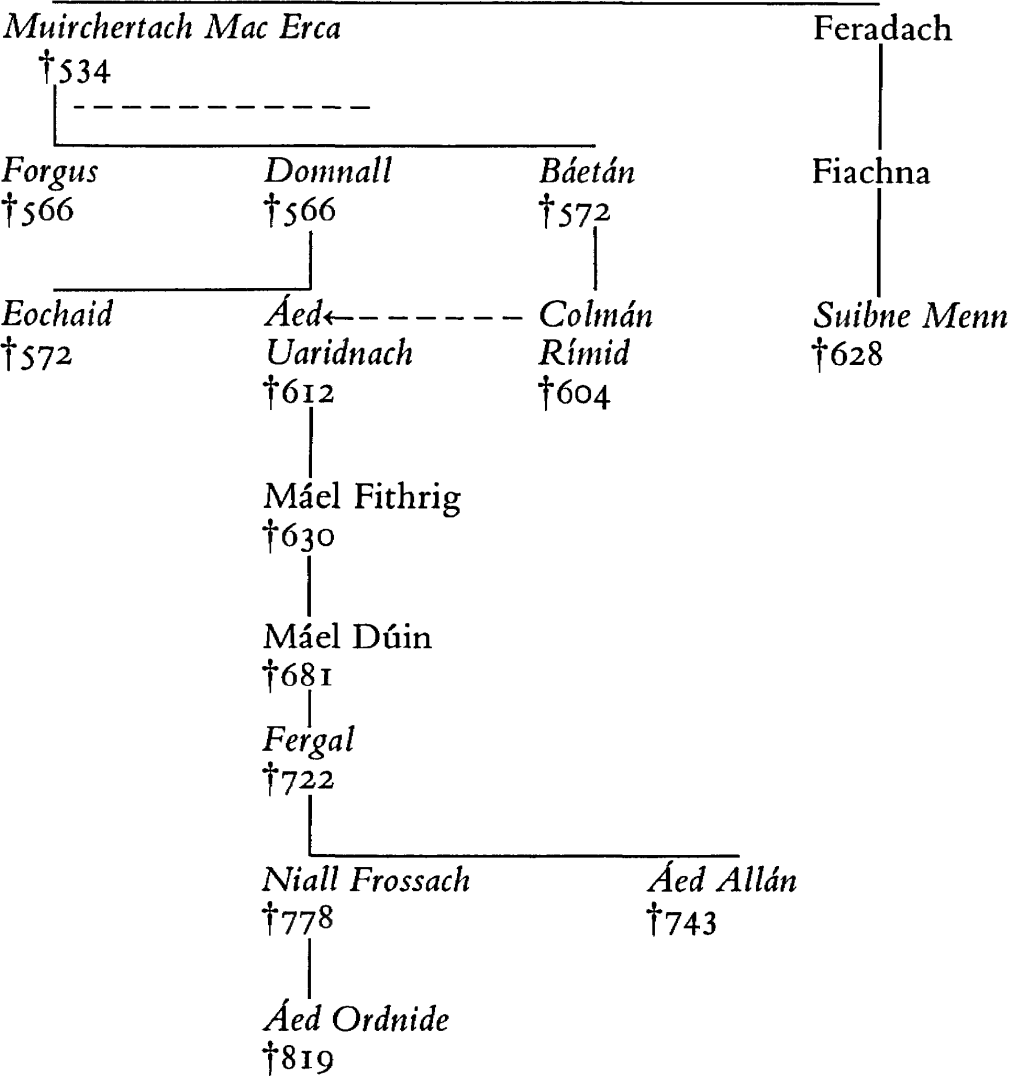 Muirchertach Mac Erca
†534
Feradach
Forgus
†566
Domnall
†566
Báetán
†572
Fiachna
Eochaid
†572
Áed
Uaridnach
†612
Colmán
Rímid
†604
Suibne Menn
†628
Máel Fithrig
†630
Máel Dúin
†681
Fergal
†722
Niall Frossach
†778
Áed Allán
†743
Áed Ordnide
†819